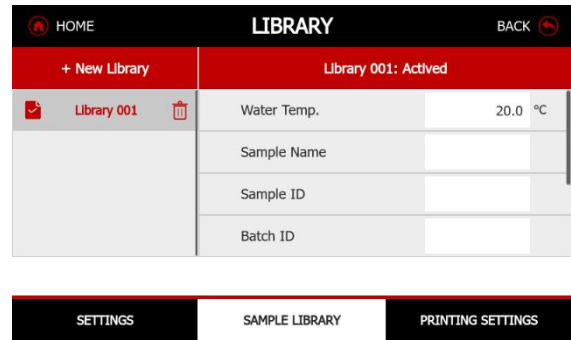 HOME
LIBRARY
BACK
+ New Library
Library 001: Actived
Library 001
Water Temp.
20.0 °C
Sample Name
Sample ID
Batch ID
SETTINGS
SAMPLE LIBRARY
PRINTING SETTINGS